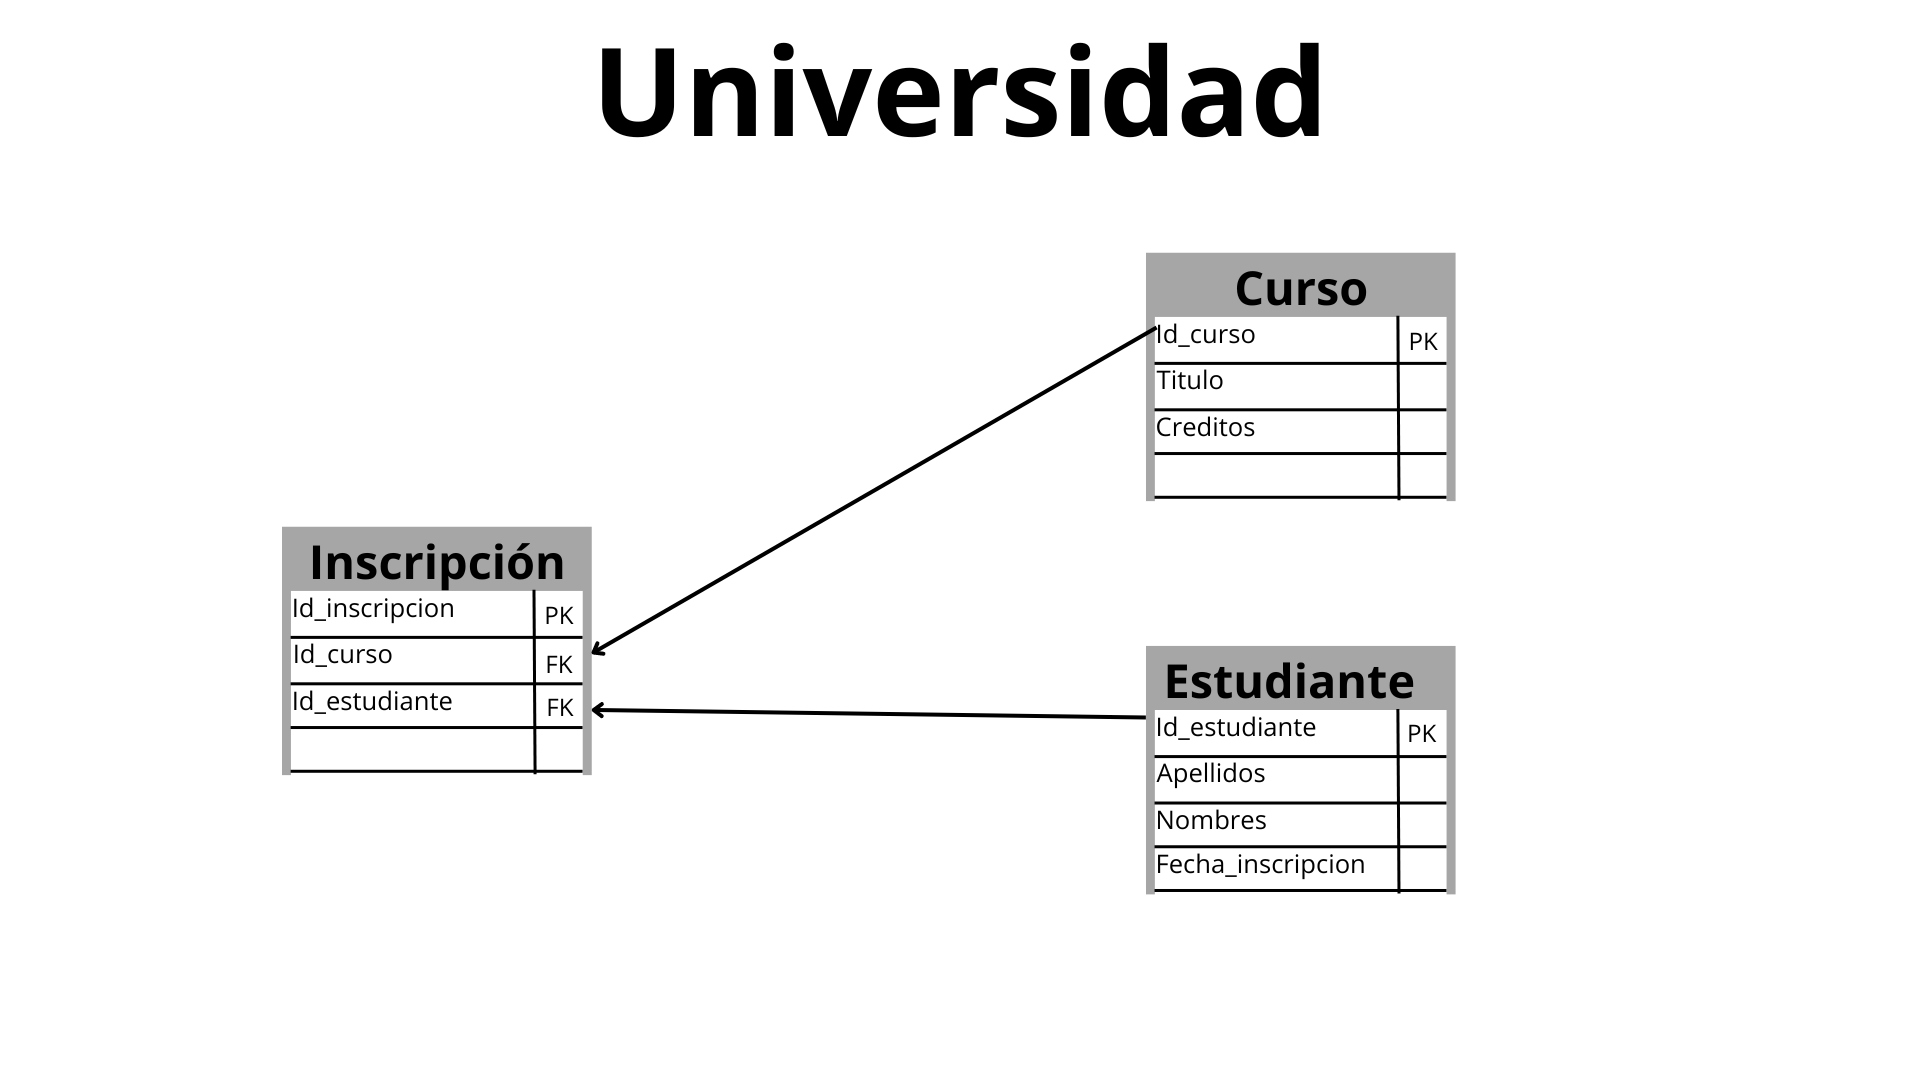 Universidad
Curso
Id_curso PK
Titulo
Creditos
Inscripción
Id_inscripcion PK
Id_curso FK
Id_estudiante FK
Estudiante
Id_estudiante PK
Apellidos
Nombres
Fecha_inscripcion